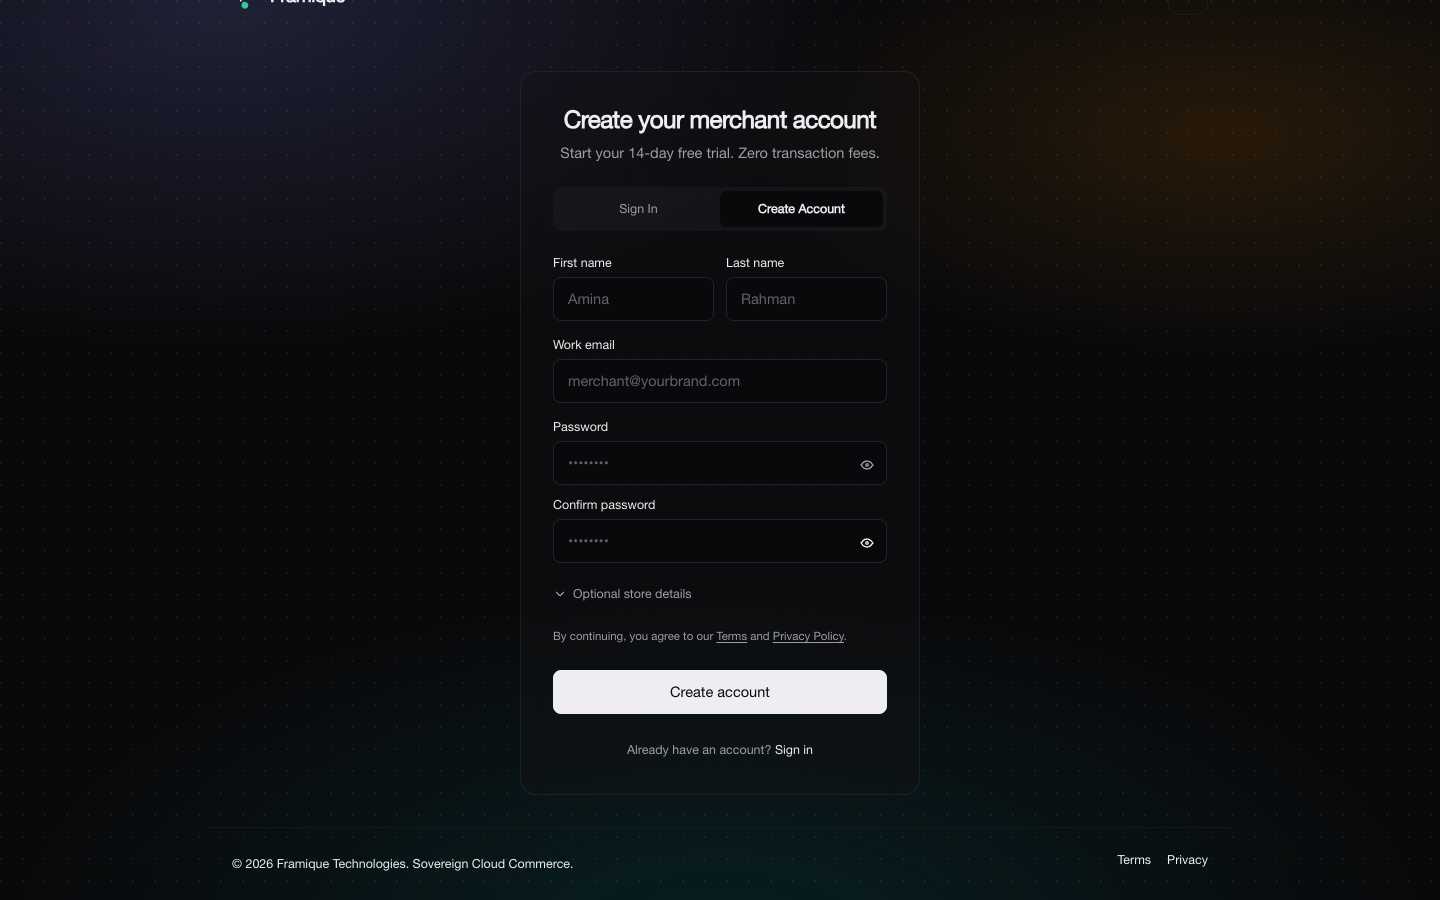 Framique
Create your merchant account
Start your 14-day free trial. Zero transaction fees.
Sign In
Create Account
First name
Last name
Amina
Rahman
Work email
merchant@yourbrand.com
Password
••••••••
Confirm password
••••••••
Optional store details
By continuing, you agree to our Terms and Privacy Policy.
Create account
Already have an account? Sign in
© 2026 Framique Technologies. Sovereign Cloud Commerce.
Terms
Privacy